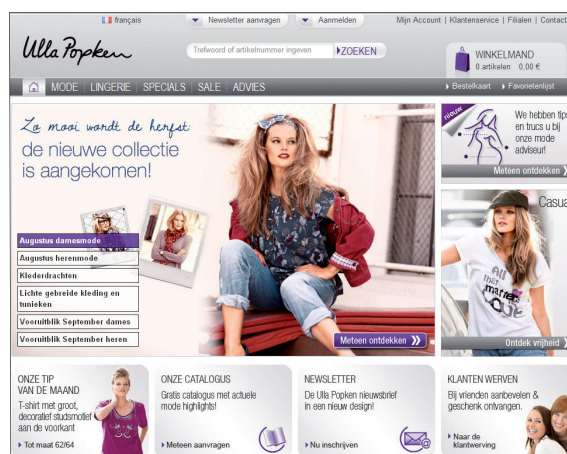 français
Newsletter aanvragen
Aanmelden
Mijn Account | Klantenservice | Filialen | Contact
Ulla Popken
Trefwoord of artikelnummer ingeven
ZOEKEN
WINKELMAND
0 artikelen 0,00 €
MODE | LINGERIE | SPECIALS | SALE | ADVIES
Bestelkaart
Favorietenlijst
Zo mooi wordt de herfst
de nieuwe collectie
is aangekomen!
Augustus damesmode
Augustus herenmode
Klederdrachten
Lichte gebreide kleding en
tunieken
Vooruitblik September dames
Vooruitblik September heren
Meteen ontdekken
nieuw
We hebben tips
en trucs u bij
onze mode
adviseur!
Meteen ontdekken
Casua
All
that
matters
Ontdek vrijheid
ONZE TIP
VAN DE MAAND
T-shirt met groot,
decoratief studsmotief
aan de voorkant
Tot maat 62/64
ONZE CATALOGUS
Gratis catalogus met actuele
mode highlights!
Meteen aanvragen
NEWSLETTER
De Ulla Popken nieuwsbrief
in een nieuw design!
Nu inschrijven
KLANTEN WERVEN
Bij vrienden aanbevelen &
geschenk ontvangen.
Naar de
klantwerving